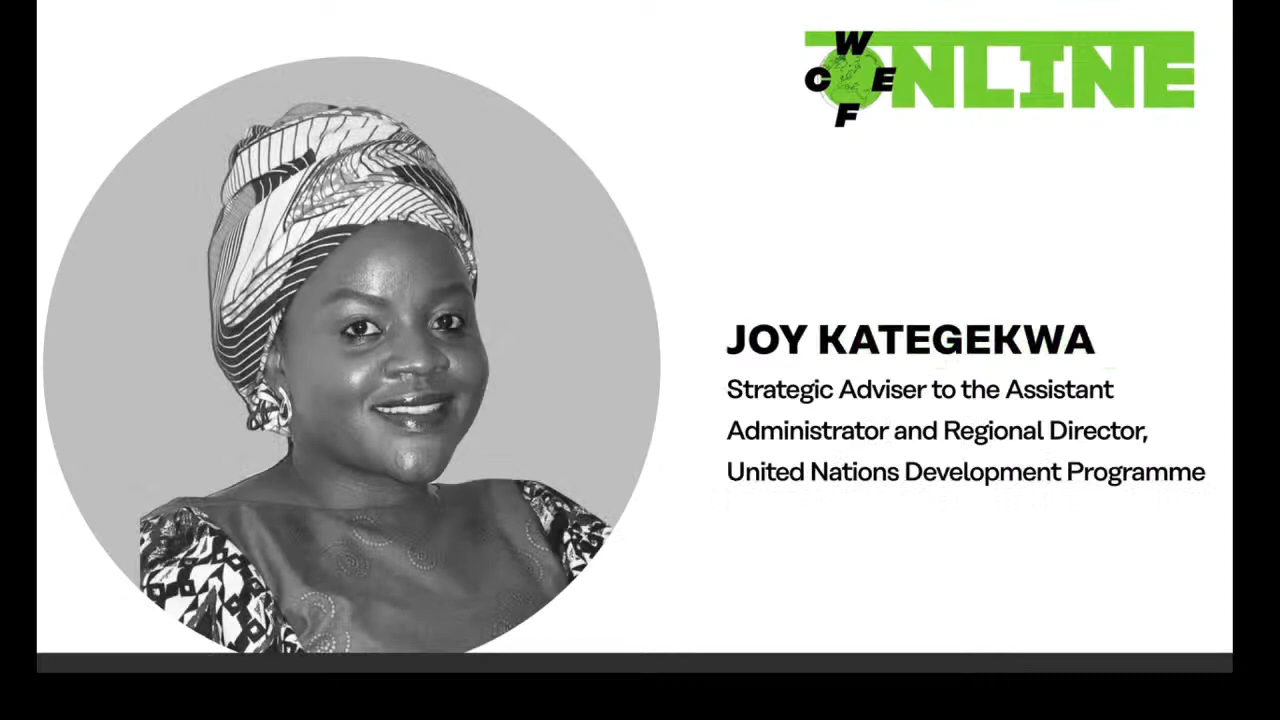 WCEF ONLINE
JOY KATEGEKWA
Strategic Adviser to the Assistant
Administrator and Regional Director,
United Nations Development Programme